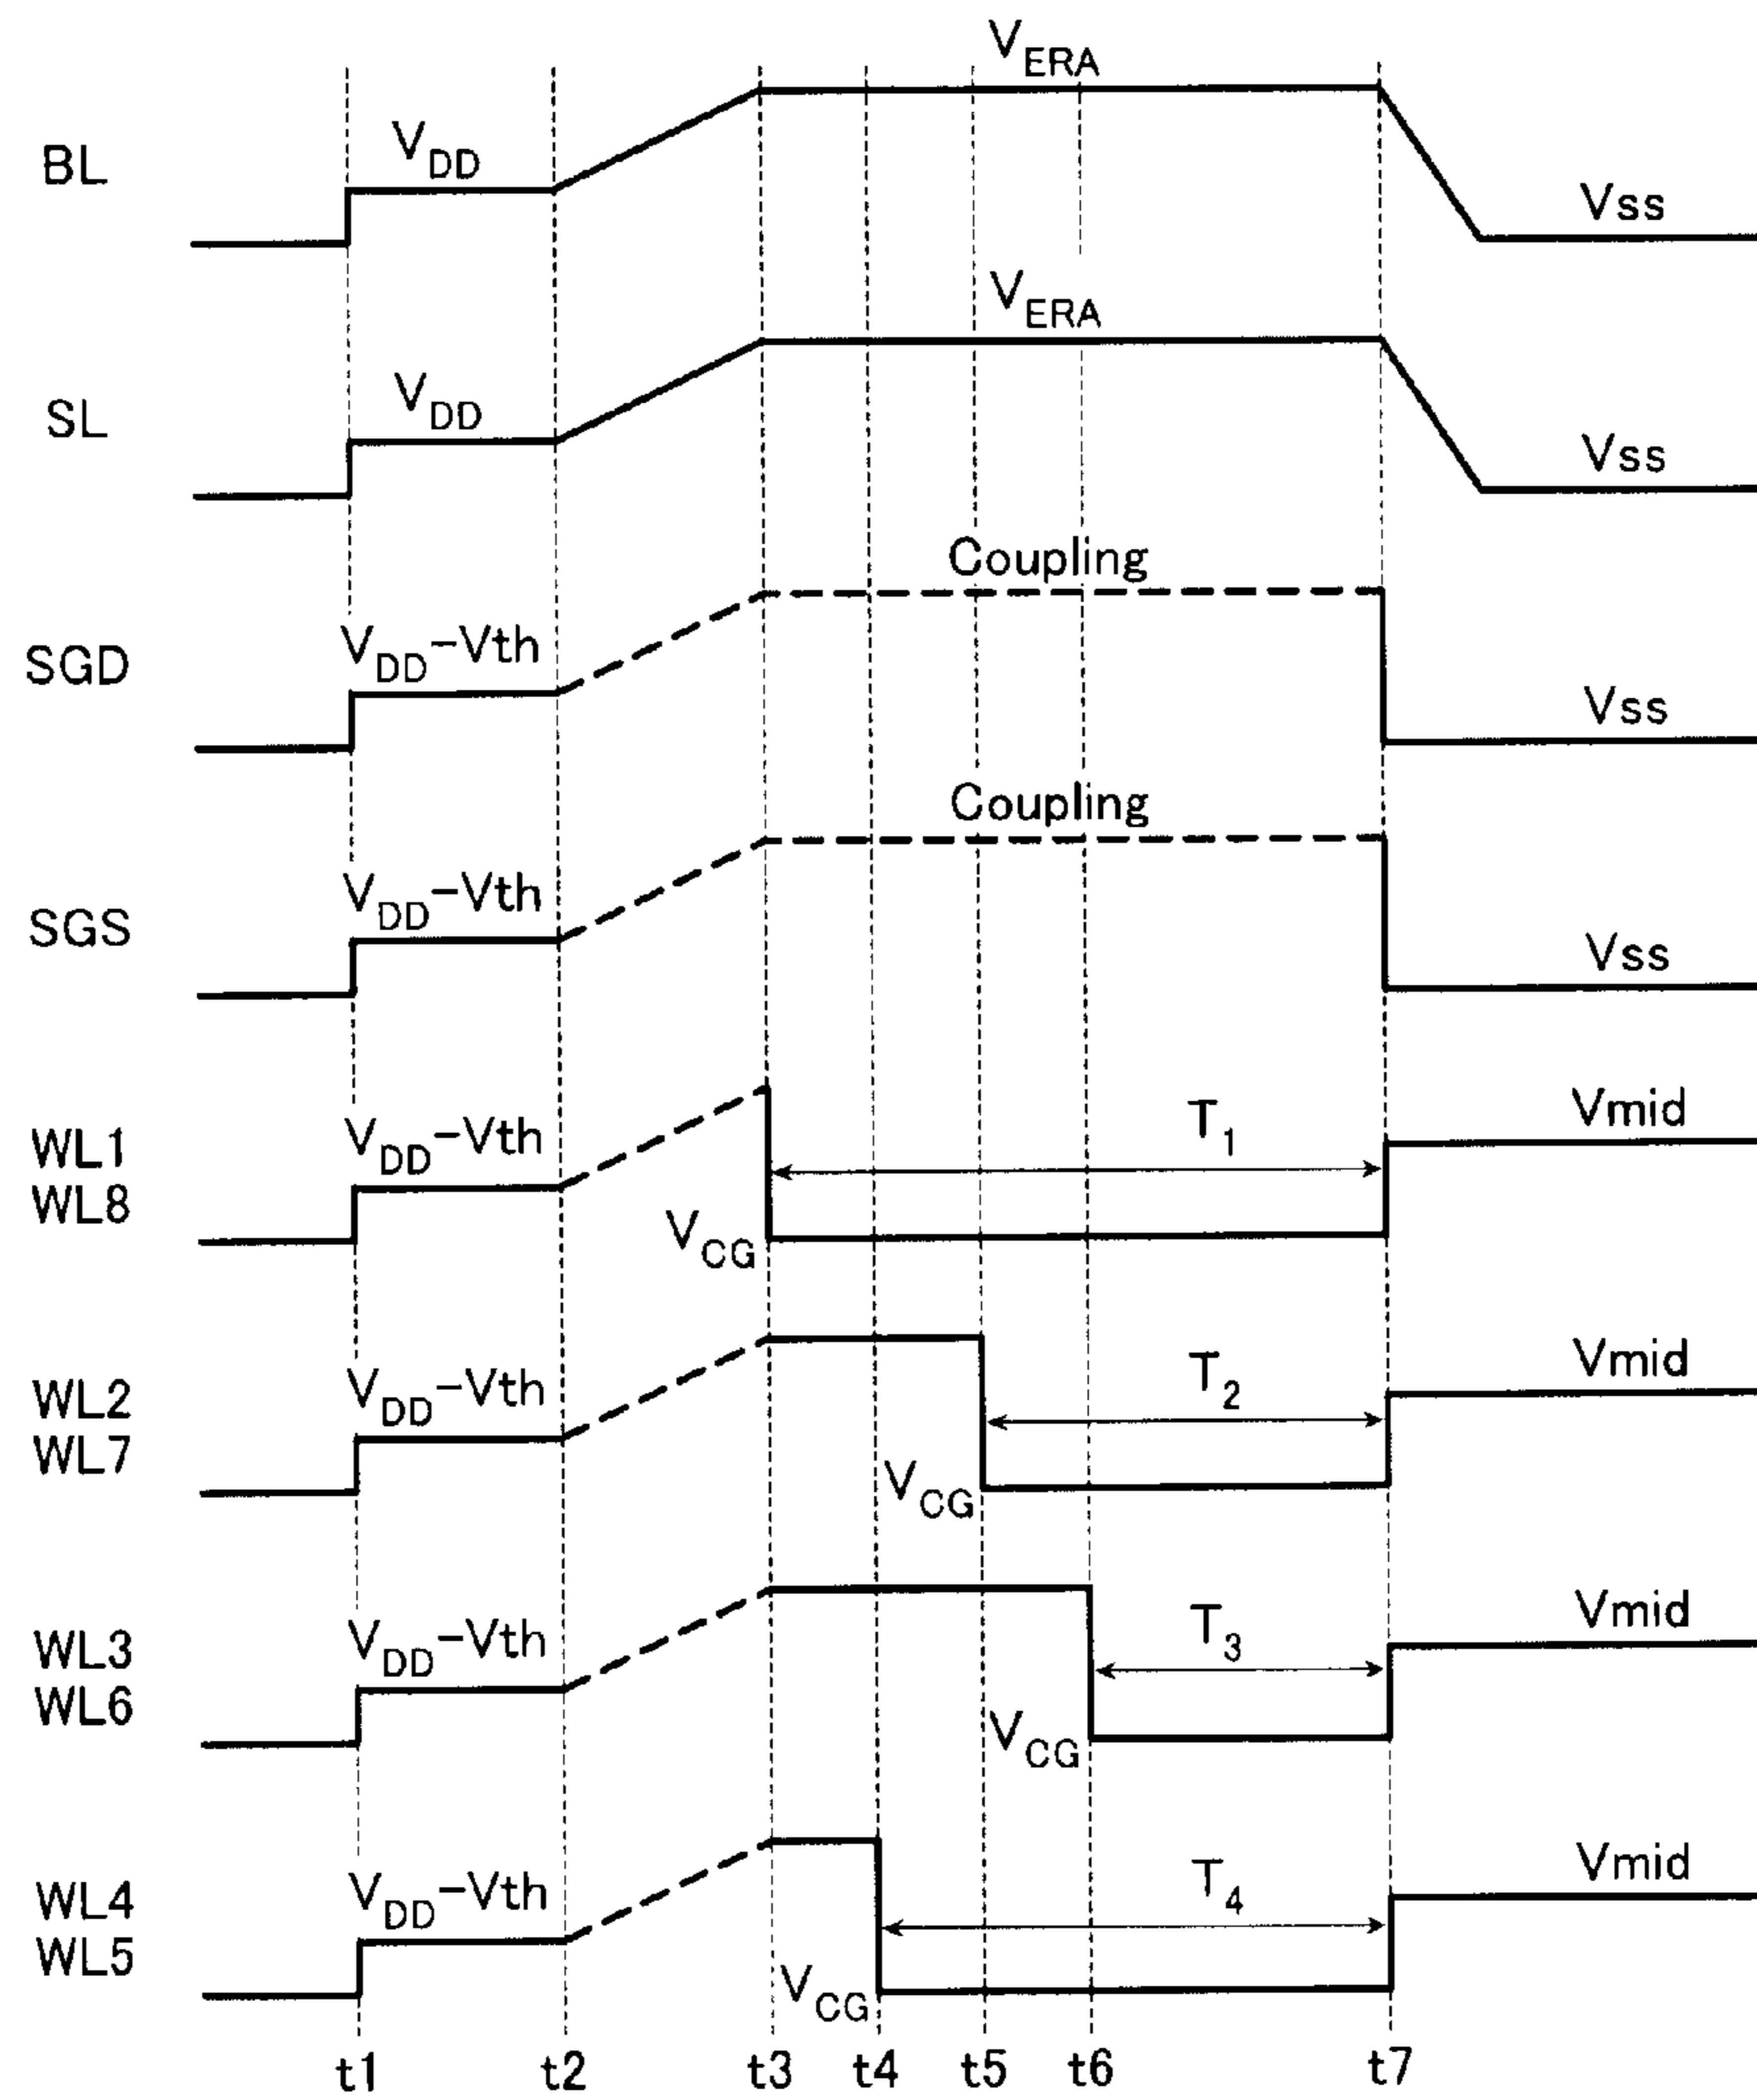 V_ERA
BL V_DD Vss
V_ERA
SL V_DD Vss
Coupling
SGD V_DD-Vth Vss
Coupling
SGS V_DD-Vth Vss
WL1 WL8 V_DD-Vth V_CG T_1 Vmid
WL2 WL7 V_DD-Vth V_CG T_2 Vmid
WL3 WL6 V_DD-Vth V_CG T_3 Vmid
WL4 WL5 V_DD-Vth V_CG T_4 Vmid
t1 t2 t3 t4 t5 t6 t7